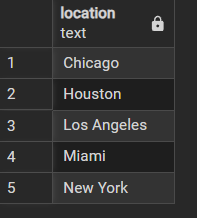 location
text
1 Chicago
2 Houston
3 Los Angeles
4 Miami
5 New York